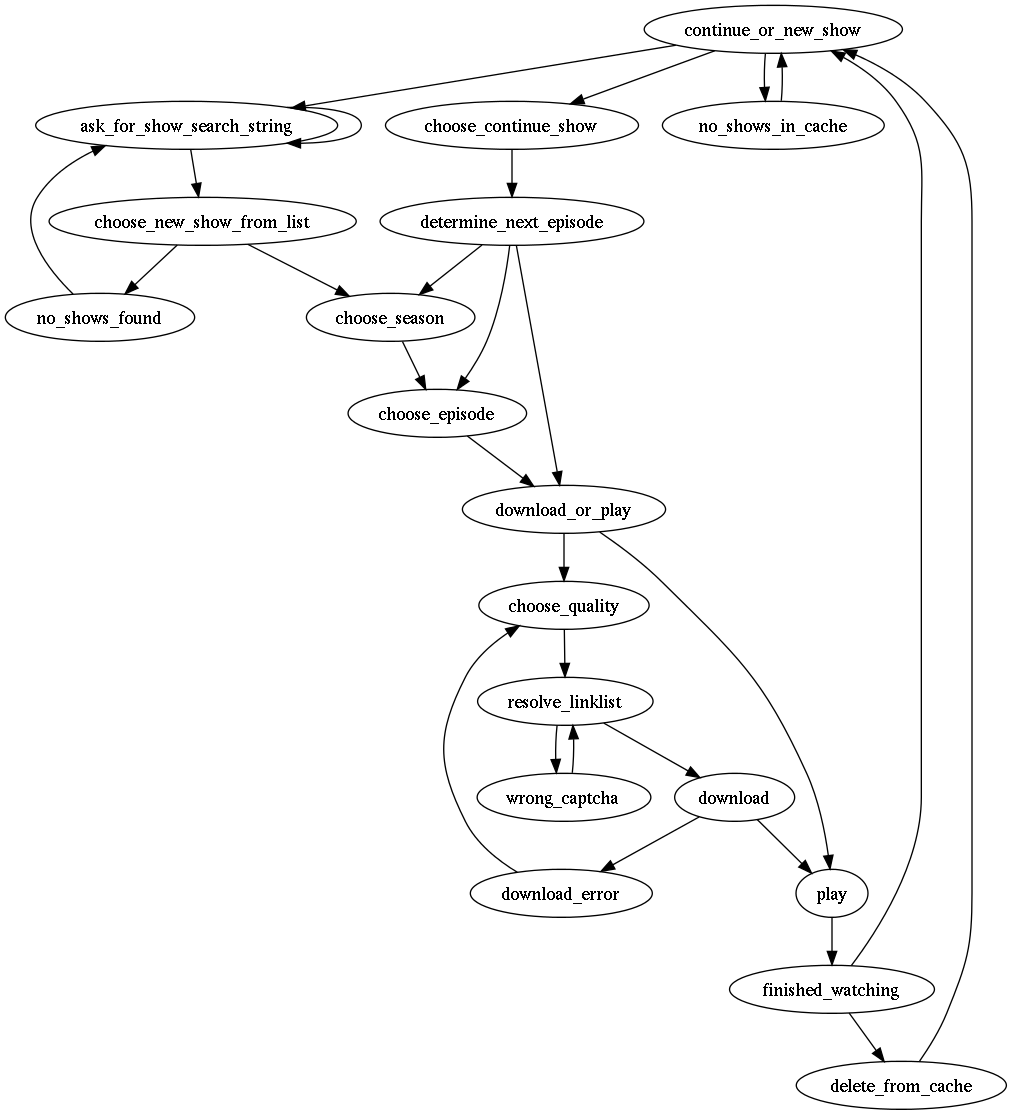 continue_or_new_show
ask_for_show_search_string
choose_continue_show
no_shows_in_cache
choose_new_show_from_list
determine_next_episode
no_shows_found
choose_season
choose_episode
download_or_play
choose_quality
resolve_linklist
wrong_captcha
download
download_error
play
finished_watching
delete_from_cache